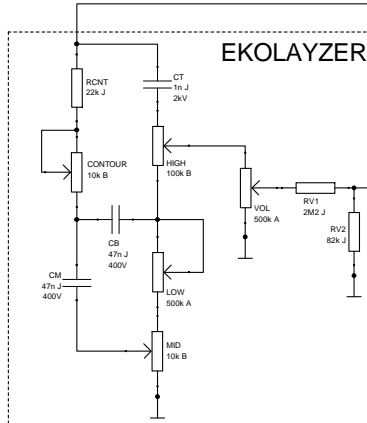 EKOLAYZER
RCNT
22k J
CT
1n J
2kV
CONTOUR
10k B
HIGH
100k B
VOL
500k A
RV1
2M2 J
RV2
82k J
CB
47n J
400V
CM
47n J
400V
LOW
500k A
MID
10k B